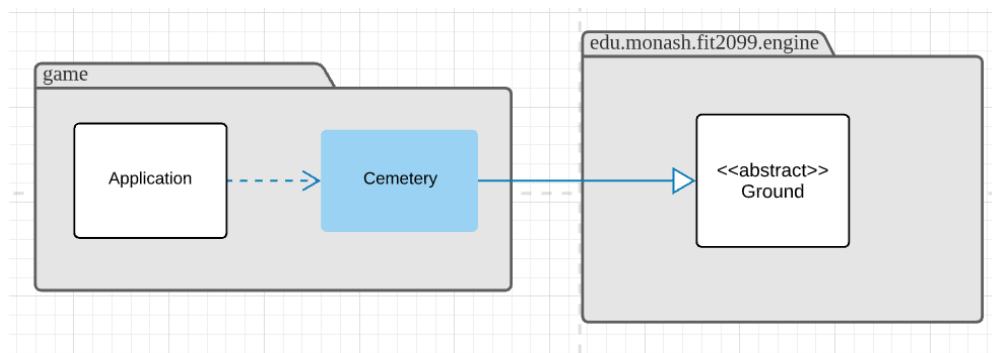 game
edu.monash.fit2099.engine
Application
Cemetery
<<abstract>>
Ground